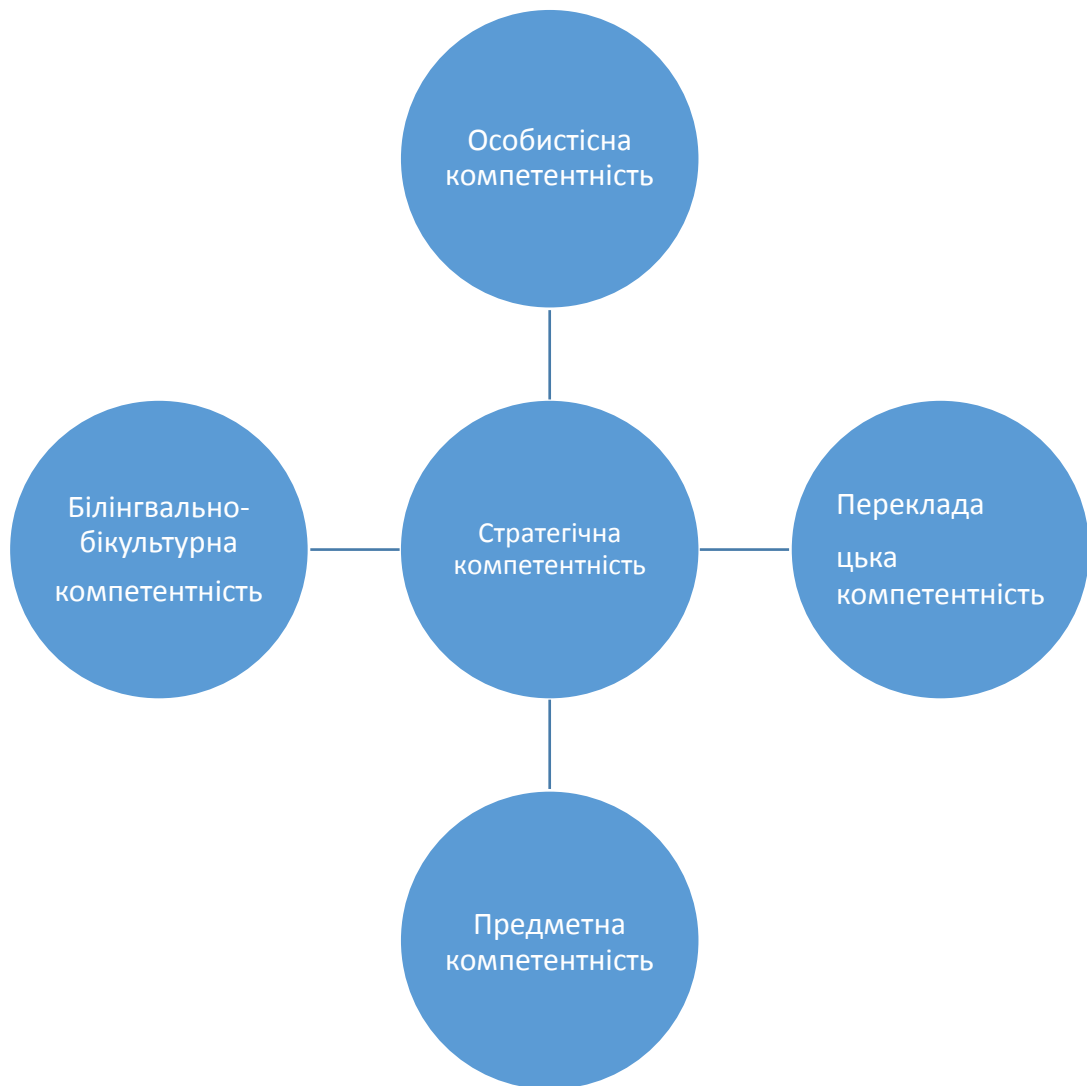 Особистісна
компетентність
Білінгвально-
бікультурна
компетентність
Стратегічна
компетентність
Переклада
цька
компетентність
Предметна
компетентність